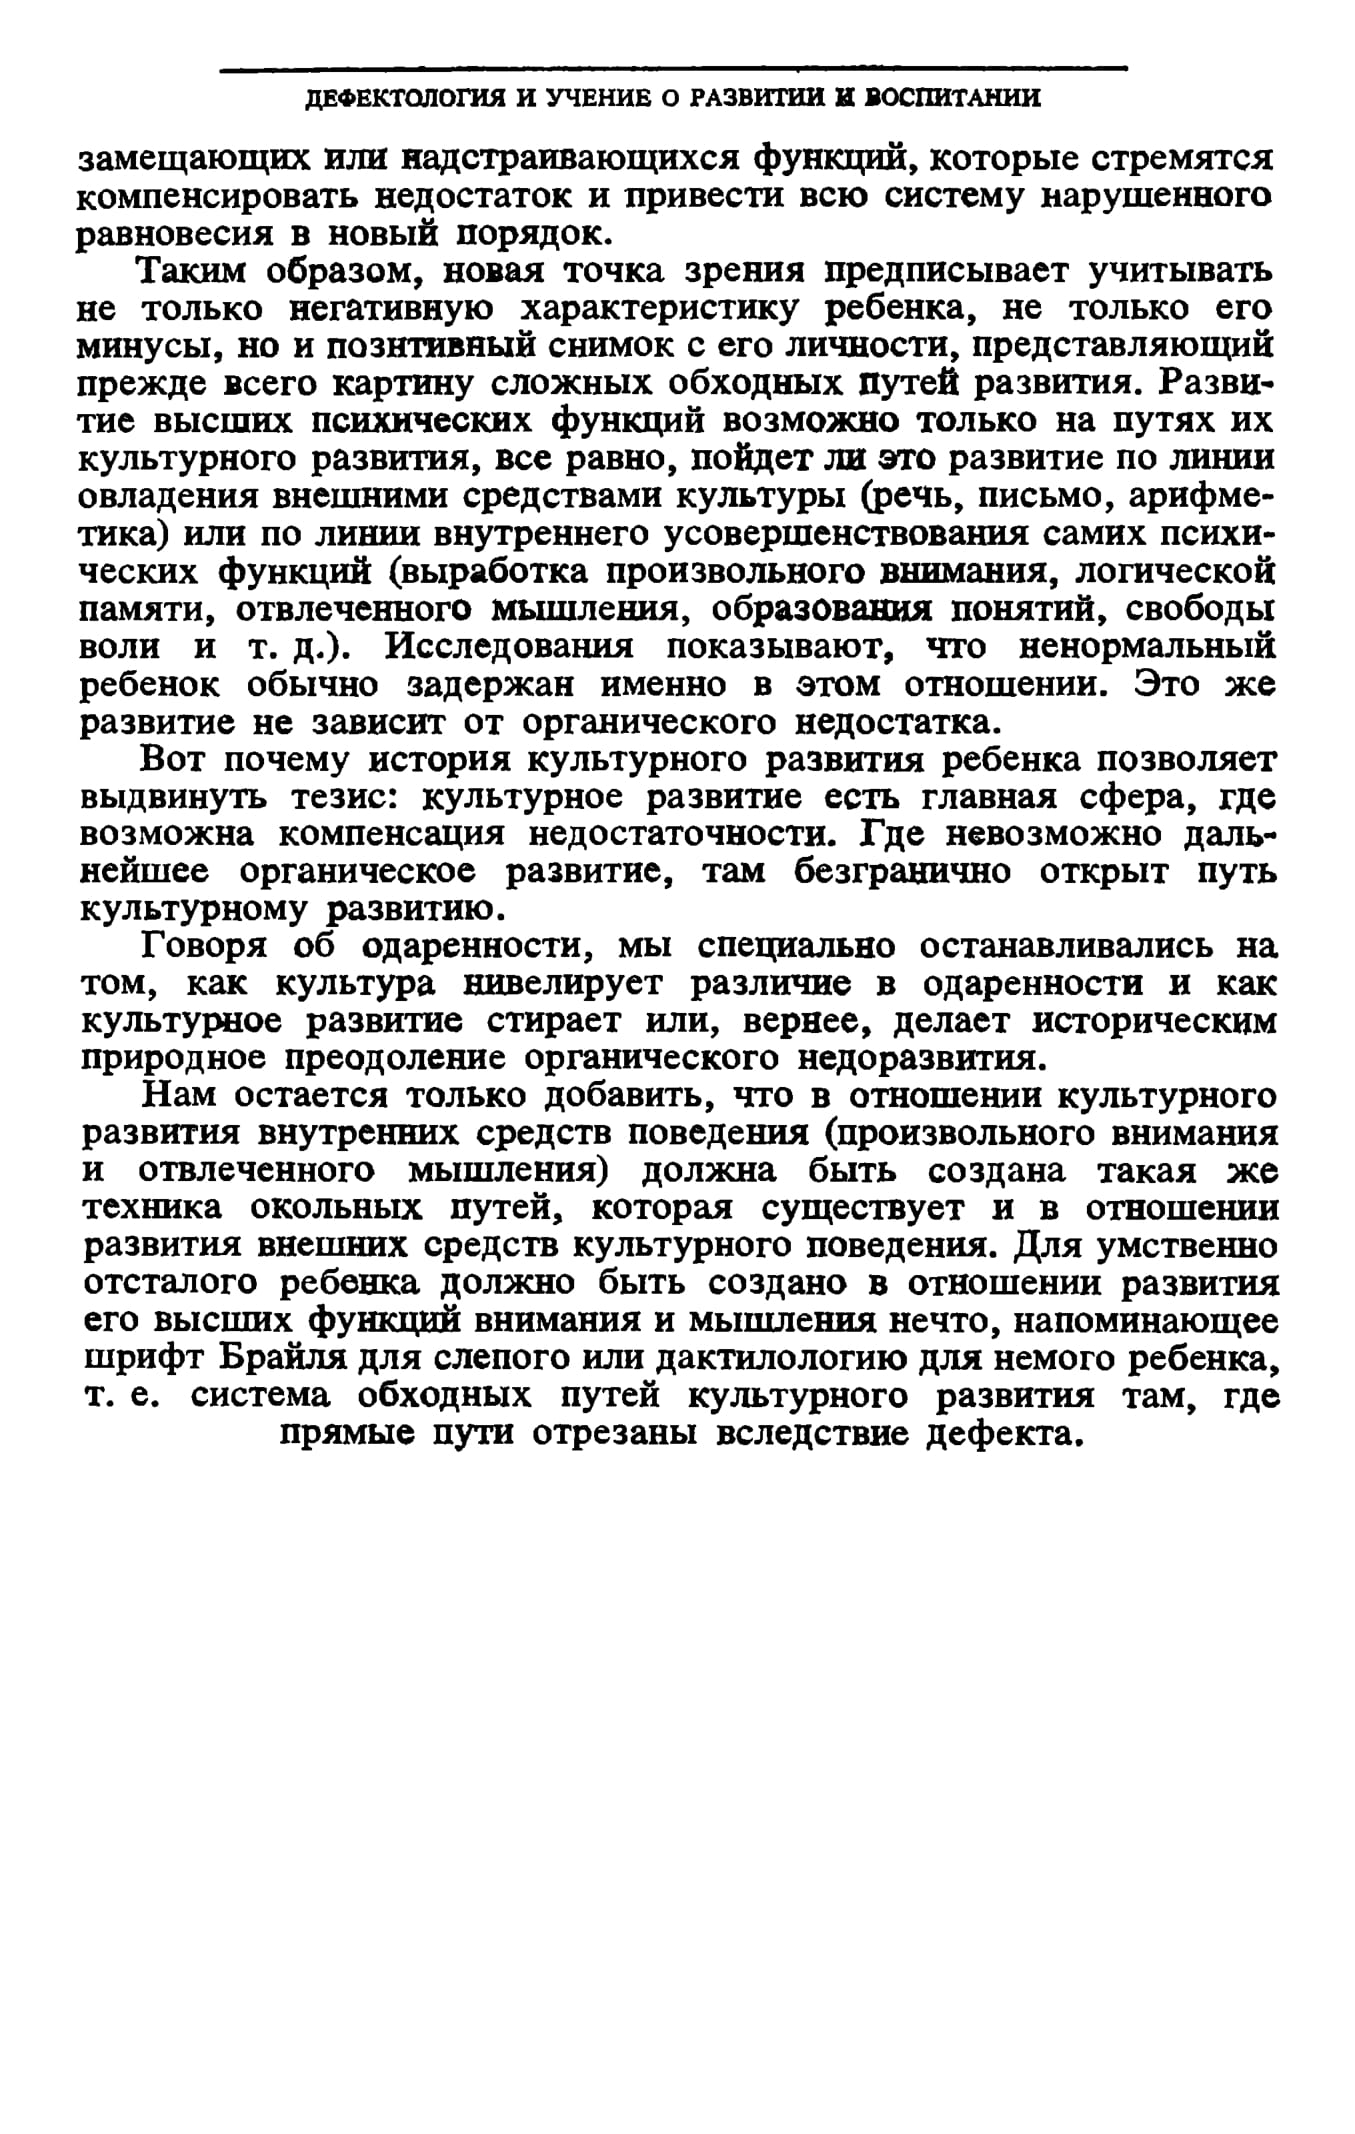 ДЕФЕКТОЛОГИЯ И УЧЕНИЕ О РАЗВИТИИ И ВОСПИТАНИИ
замещающих или надстраивающихся функций, которые стремятся
компенсировать недостаток и привести всю систему нарушенного
равновесия в новый порядок.
Таким образом, новая точка зрения предписывает учитывать
не только негативную характеристику ребенка, не только его
минусы, но и позитивный снимок с его личности, представляющий
прежде всего картину сложных обходных путей развития. Разви-
тие высших психических функций возможно только на путях их
культурного развития, все равно, пойдет ли это развитие по линии
овладения внешними средствами культуры (речь, письмо, арифме-
тика) или по линии внутреннего усовершенствования самих психи-
ческих функций (выработка произвольного внимания, логической
памяти, отвлеченного мышления, образования понятий, свободы
воли и т. д.). Исследования показывают, что ненормальный
ребенок обычно задержан именно в этом отношении. Это же
развитие не зависит от органического недостатка.
Вот почему история культурного развития ребенка позволяет
выдвинуть тезис: культурное развитие есть главная сфера, где
возможна компенсация недостаточности. Где невозможно даль-
нейшее органическое развитие, там безгранично открыт путь
культурному развитию.
Говоря об одаренности, мы специально останавливались на
том, как культура нивелирует различие в одаренности и как
культурное развитие стирает или, вернее, делает историческим
природное преодоление органического недоразвития.
Нам остается только добавить, что в отношении культурного
развития внутренних средств поведения (произвольного внимания
и отвлеченного мышления) должна быть создана такая же
техника окольных путей, которая существует и в отношении
развития внешних средств культурного поведения. Для умственно
отсталого ребенка должно быть создано в отношении развития
его высших функций внимания и мышления нечто, напоминающее
шрифт Брайля для слепого или дактилологию для немого ребенка,
т. е. система обходных путей культурного развития там, где
прямые пути отрезаны вследствие дефекта.